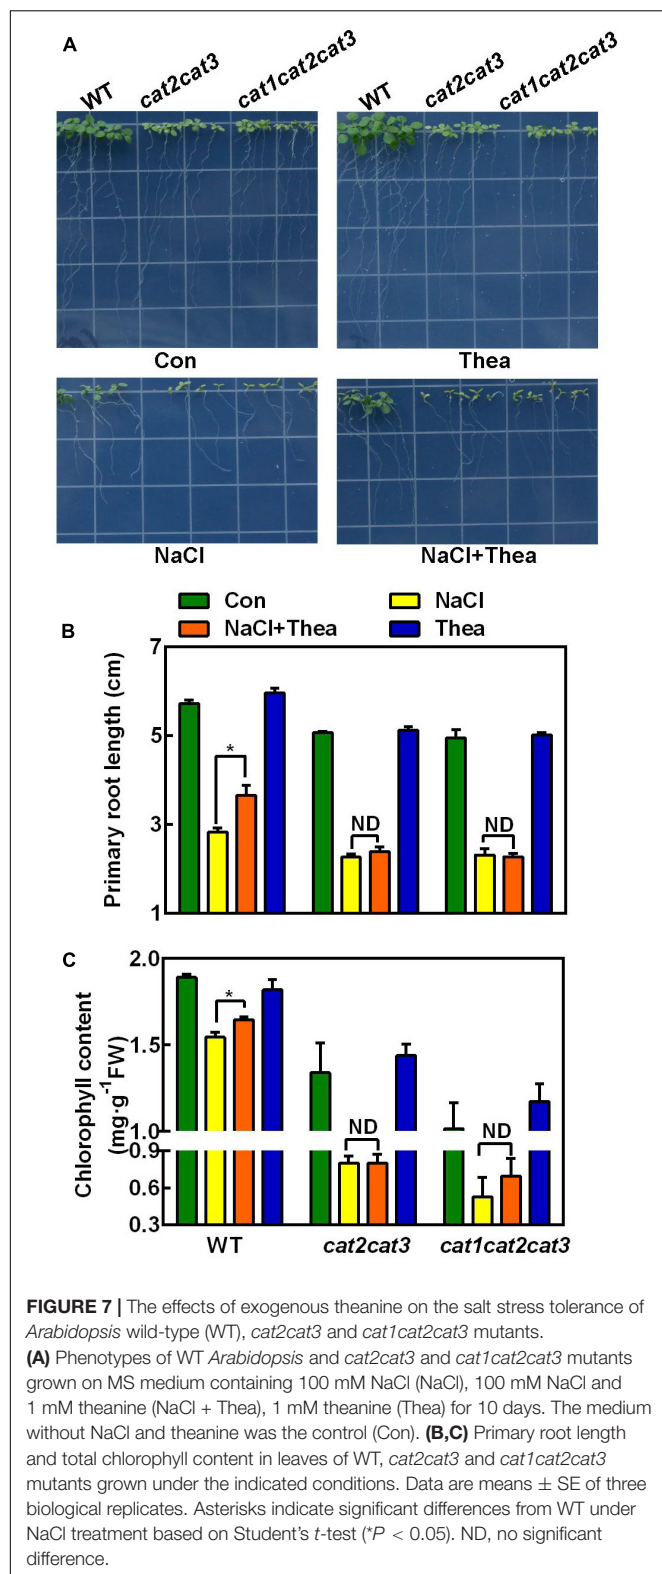 A
WT cat2cat3 cat1cat2cat3 WT cat2cat3 cat1cat2cat3
Con Thea
NaCl NaCl+Thea
Con NaCl
NaCl+Thea Thea
B
Primary root length (cm)
7
5
3
1
* ND ND
C
Chlorophyll content
(mg·g⁻¹FW)
2.0
1.5
1.0
0.9
0.6
0.3
* ND ND
WT cat2cat3 cat1cat2cat3
FIGURE 7 | The effects of exogenous theanine on the salt stress tolerance of
Arabidopsis wild-type (WT), cat2cat3 and cat1cat2cat3 mutants.
(A) Phenotypes of WT Arabidopsis and cat2cat3 and cat1cat2cat3 mutants
grown on MS medium containing 100 mM NaCl (NaCl), 100 mM NaCl and
1 mM theanine (NaCl + Thea), 1 mM theanine (Thea) for 10 days. The medium
without NaCl and theanine was the control (Con). (B,C) Primary root length
and total chlorophyll content in leaves of WT, cat2cat3 and cat1cat2cat3
mutants grown under the indicated conditions. Data are means ± SE of three
biological replicates. Asterisks indicate significant differences from WT under
NaCl treatment based on Student's t-test (*P < 0.05). ND, no significant
difference.